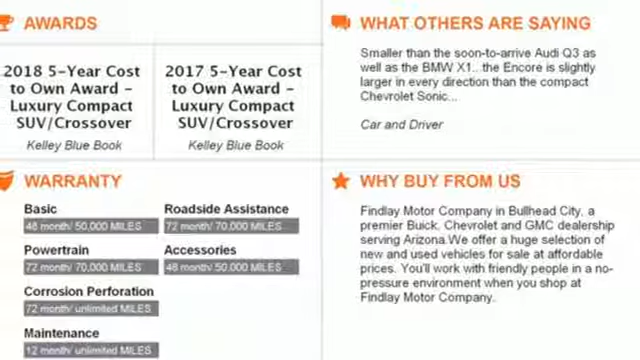 AWARDS
2018 5-Year Cost
to Own Award -
Luxury Compact
SUV/Crossover
Kelley Blue Book
2017 5-Year Cost
to Own Award -
Luxury Compact
SUV/Crossover
Kelley Blue Book
WHAT OTHERS ARE SAYING
Smaller than the soon-to-arrive Audi Q3 as
well as the BMW X1.. the Encore is slightly
larger in every direction than the compact
Chevrolet Sonic...
Car and Driver
WARRANTY
Basic
48 month/ 50,000 MILES
Roadside Assistance
72 month/ 70,000 MILES
Powertrain
72 month/ 70,000 MILES
Accessories
48 month/ 50,000 MILES
Corrosion Perforation
72 month/ unlimited MILES
Maintenance
12 month/ unlimited MILES
WHY BUY FROM US
Findlay Motor Company in Bullhead City, a
premier Buick, Chevrolet and GMC dealership
serving Arizona.We offer a huge selection of
new and used vehicles for sale at affordable
prices. You'll work with friendly people in a no-
pressure environment when you shop at
Findlay Motor Company.